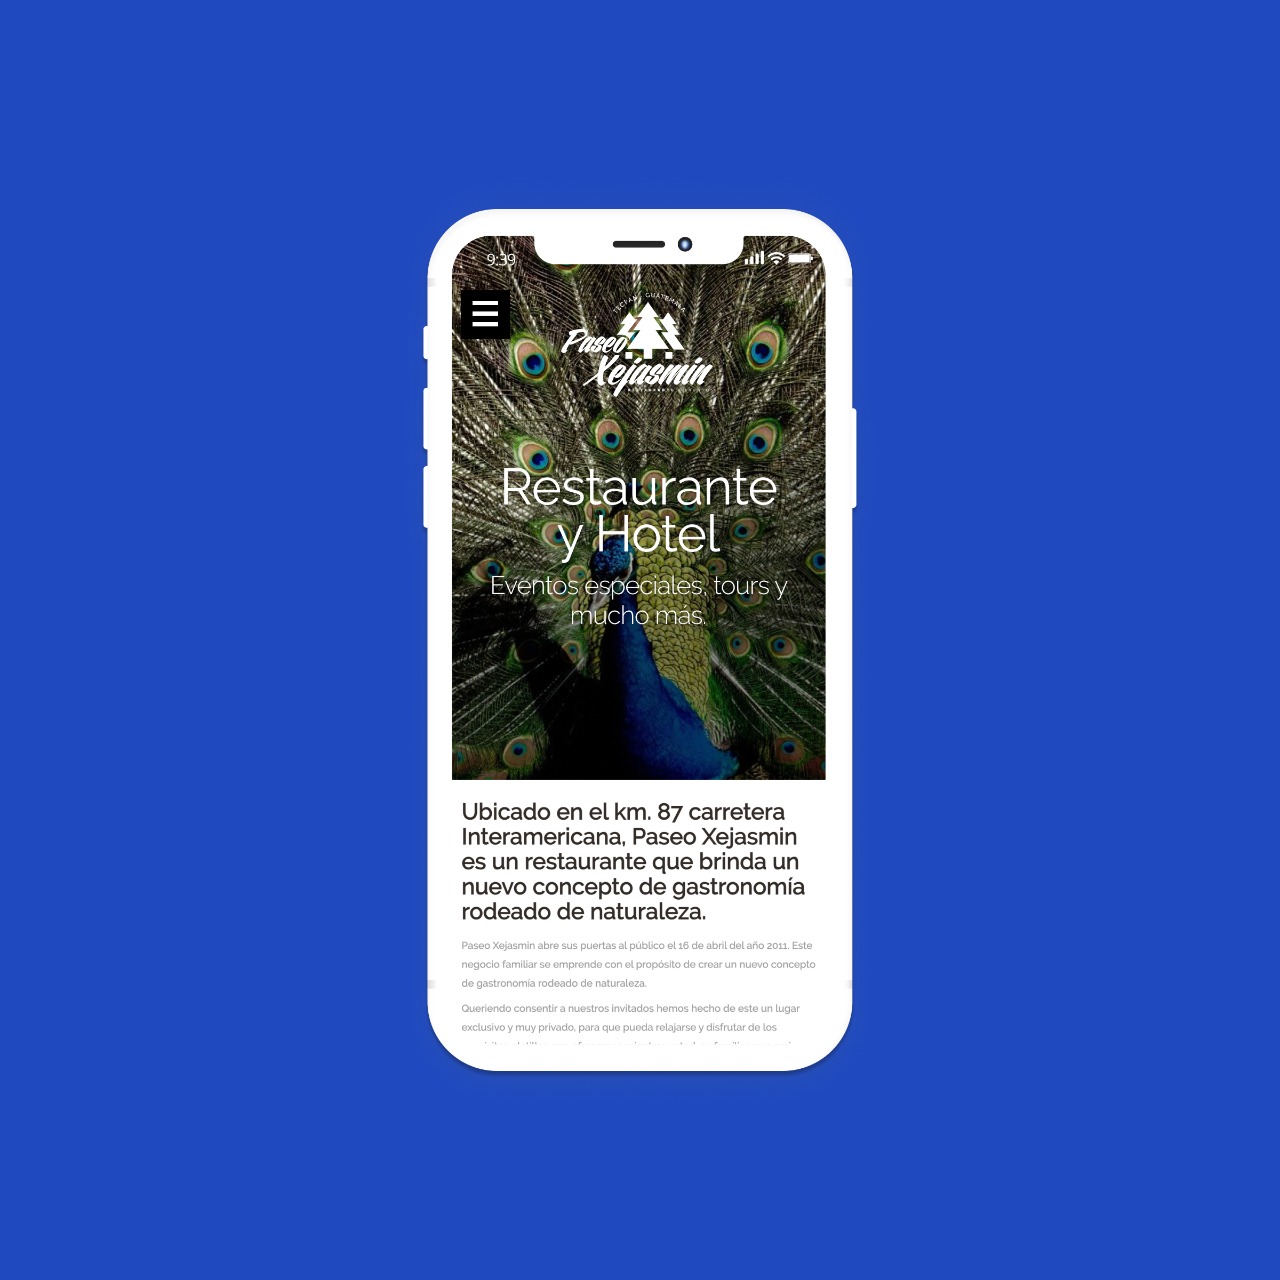 9:39
TECPAN, GUATEMALA
Paseo
Xejasmin
Restaurante
y Hotel
Eventos especiales, tours y
mucho más.
Ubicado en el km. 87 carretera
Interamericana, Paseo Xejasmin
es un restaurante que brinda un
nuevo concepto de gastronomía
rodeado de naturaleza.
Paseo Xejasmin abre sus puertas al público el 16 de abril del año 2011. Este
negocio familiar se emprende con el propósito de crear un nuevo concepto
de gastronomía rodeado de naturaleza.
Queriendo consentir a nuestros invitados hemos hecho de este un lugar
exclusivo y muy privado, para que pueda relajarse y disfrutar de los